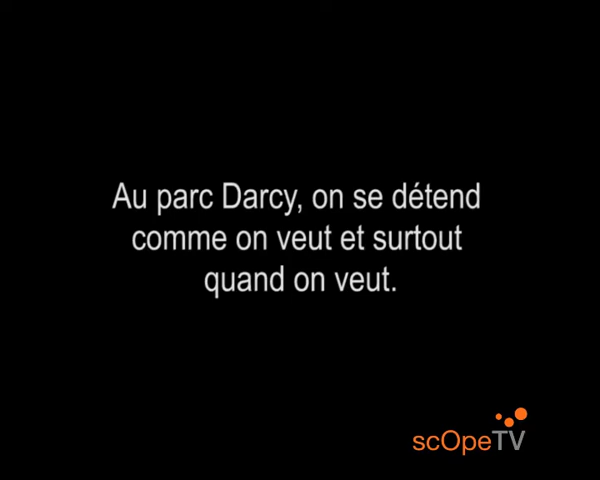 Au parc Darcy, on se détend
comme on veut et surtout
quand on veut.
scOpeTV